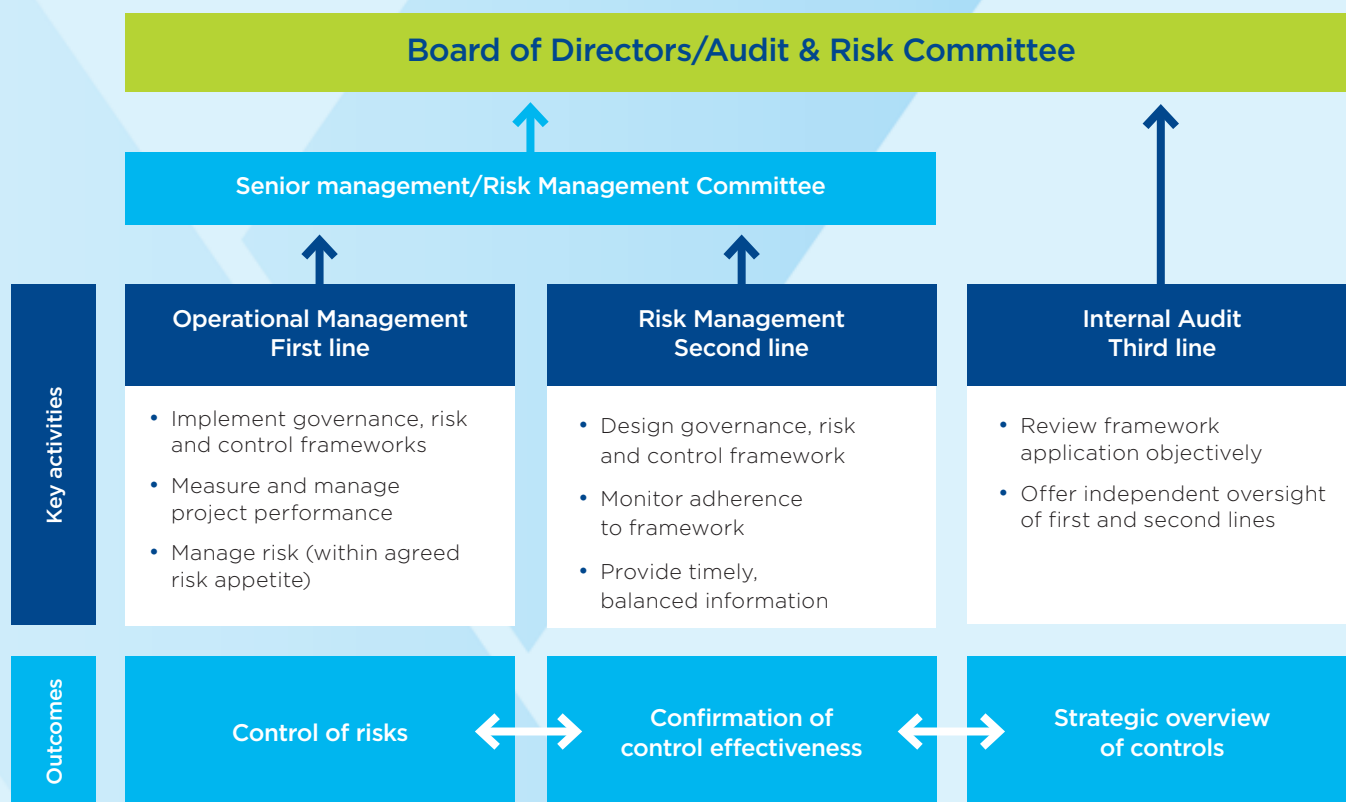 Board of Directors/Audit & Risk Committee
Senior management/Risk Management Committee
Key activities
Operational Management
First line
• Implement governance, risk
and control frameworks
• Measure and manage
project performance
• Manage risk (within agreed
risk appetite)
Risk Management
Second line
• Design governance, risk
and control framework
• Monitor adherence
to framework
• Provide timely,
balanced information
Internal Audit
Third line
• Review framework
application objectively
• Offer independent oversight
of first and second lines
Outcomes
Control of risks
Confirmation of
control effectiveness
Strategic overview
of controls